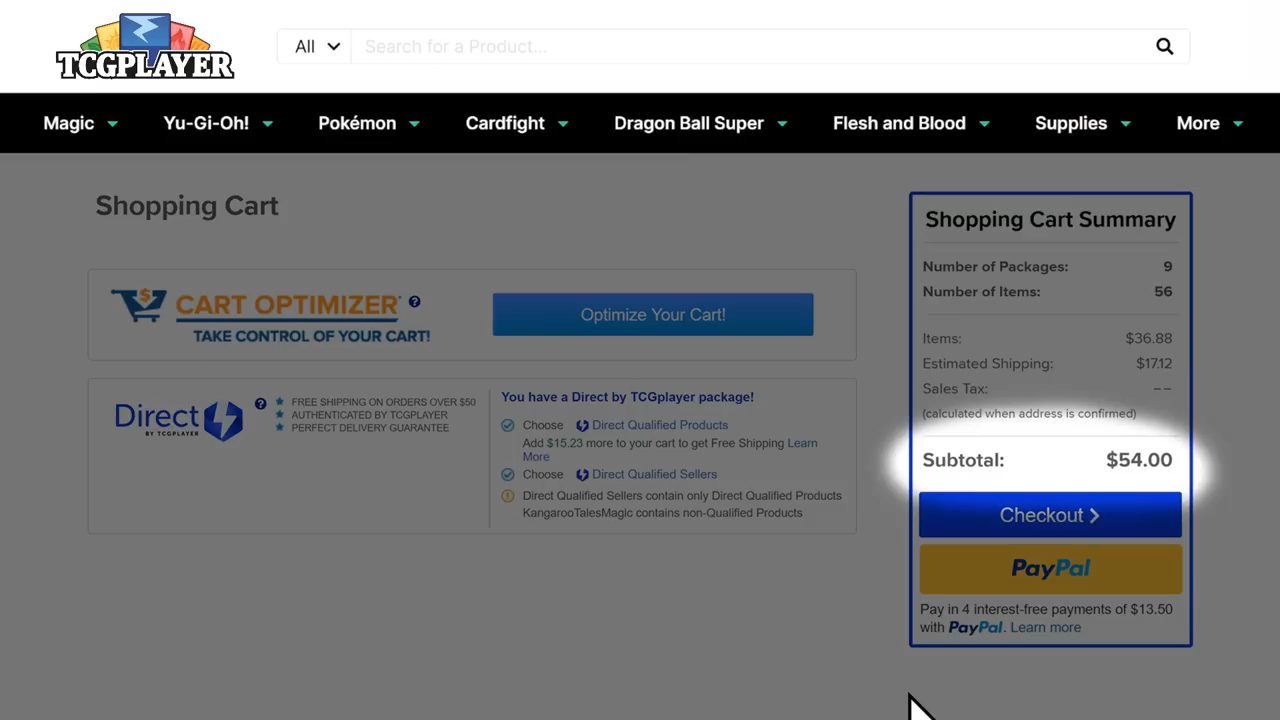 TCGPLAYER
All
Search for a Product...
Magic
Yu-Gi-Oh!
Pokémon
Cardfight
Dragon Ball Super
Flesh and Blood
Supplies
More
Shopping Cart
CART OPTIMIZER
TAKE CONTROL OF YOUR CART!
Optimize Your Cart!
Direct
BY TCGPLAYER
FREE SHIPPING ON ORDERS OVER $50
AUTHENTICATED BY TCGPLAYER
PERFECT DELIVERY GUARANTEE
You have a Direct by TCGplayer package!
Choose Direct Qualified Products
Add $15.23 more to your cart to get Free Shipping Learn
More
Choose Direct Qualified Sellers
Direct Qualified Sellers contain only Direct Qualified Products
KangarooTalesMagic contains non-Qualified Products
Shopping Cart Summary
Number of Packages: 9
Number of Items: 56
Items: $36.88
Estimated Shipping: $17.12
Sales Tax: --
(calculated when address is confirmed)
Subtotal: $54.00
Checkout
PayPal
Pay in 4 interest-free payments of $13.50
with PayPal. Learn more